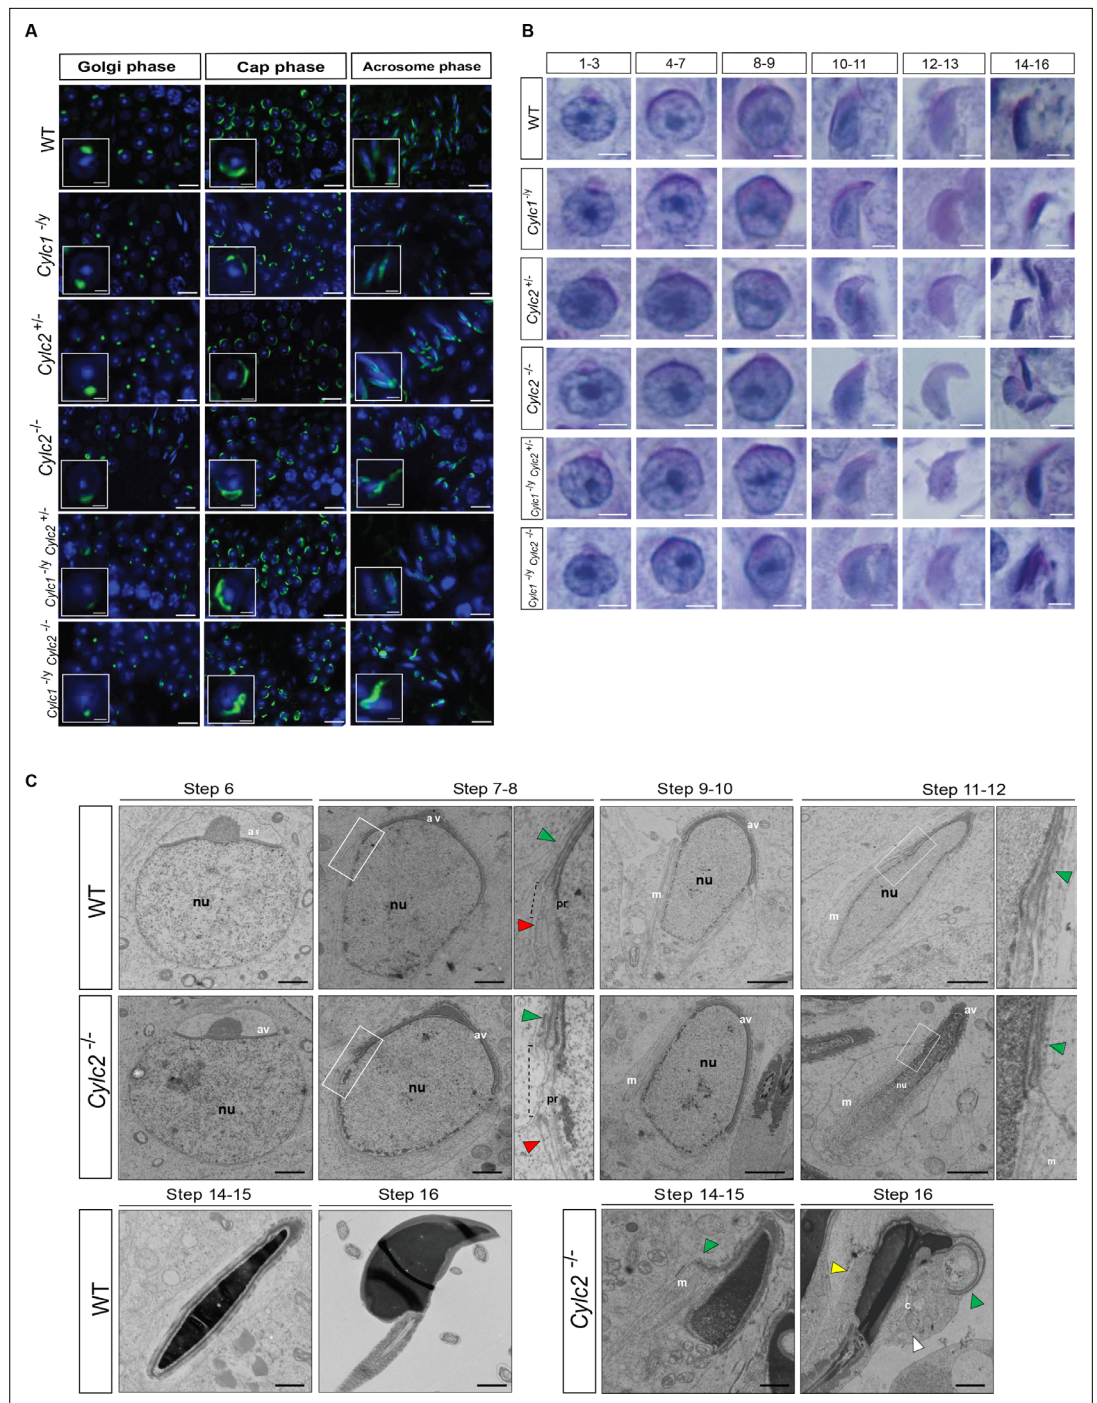 A
Golgi phase Cap phase Acrosome phase
WT
Cylc1 -/y
Cylc2 +/-
Cylc2 -/-
Cylc1 -/y Cylc2 +/-
Cylc1 -/y Cylc2 -/-
B
1-3 4-7 8-9 10-11 12-13 14-16
WT
Cylc1 -/y
Cylc2 +/-
Cylc2 -/-
Cylc1 -/y Cylc2 +/-
Cylc1 -/y Cylc2 -/-
C
Step 6 Step 7-8 Step 9-10 Step 11-12
WT
av nu
av nu pr
av nu m
av nu m
Cylc2 -/-
av nu
av nu pr
av nu m
av nu m m
Step 14-15 Step 16 Step 14-15 Step 16
WT
Cylc2 -/-
m
c